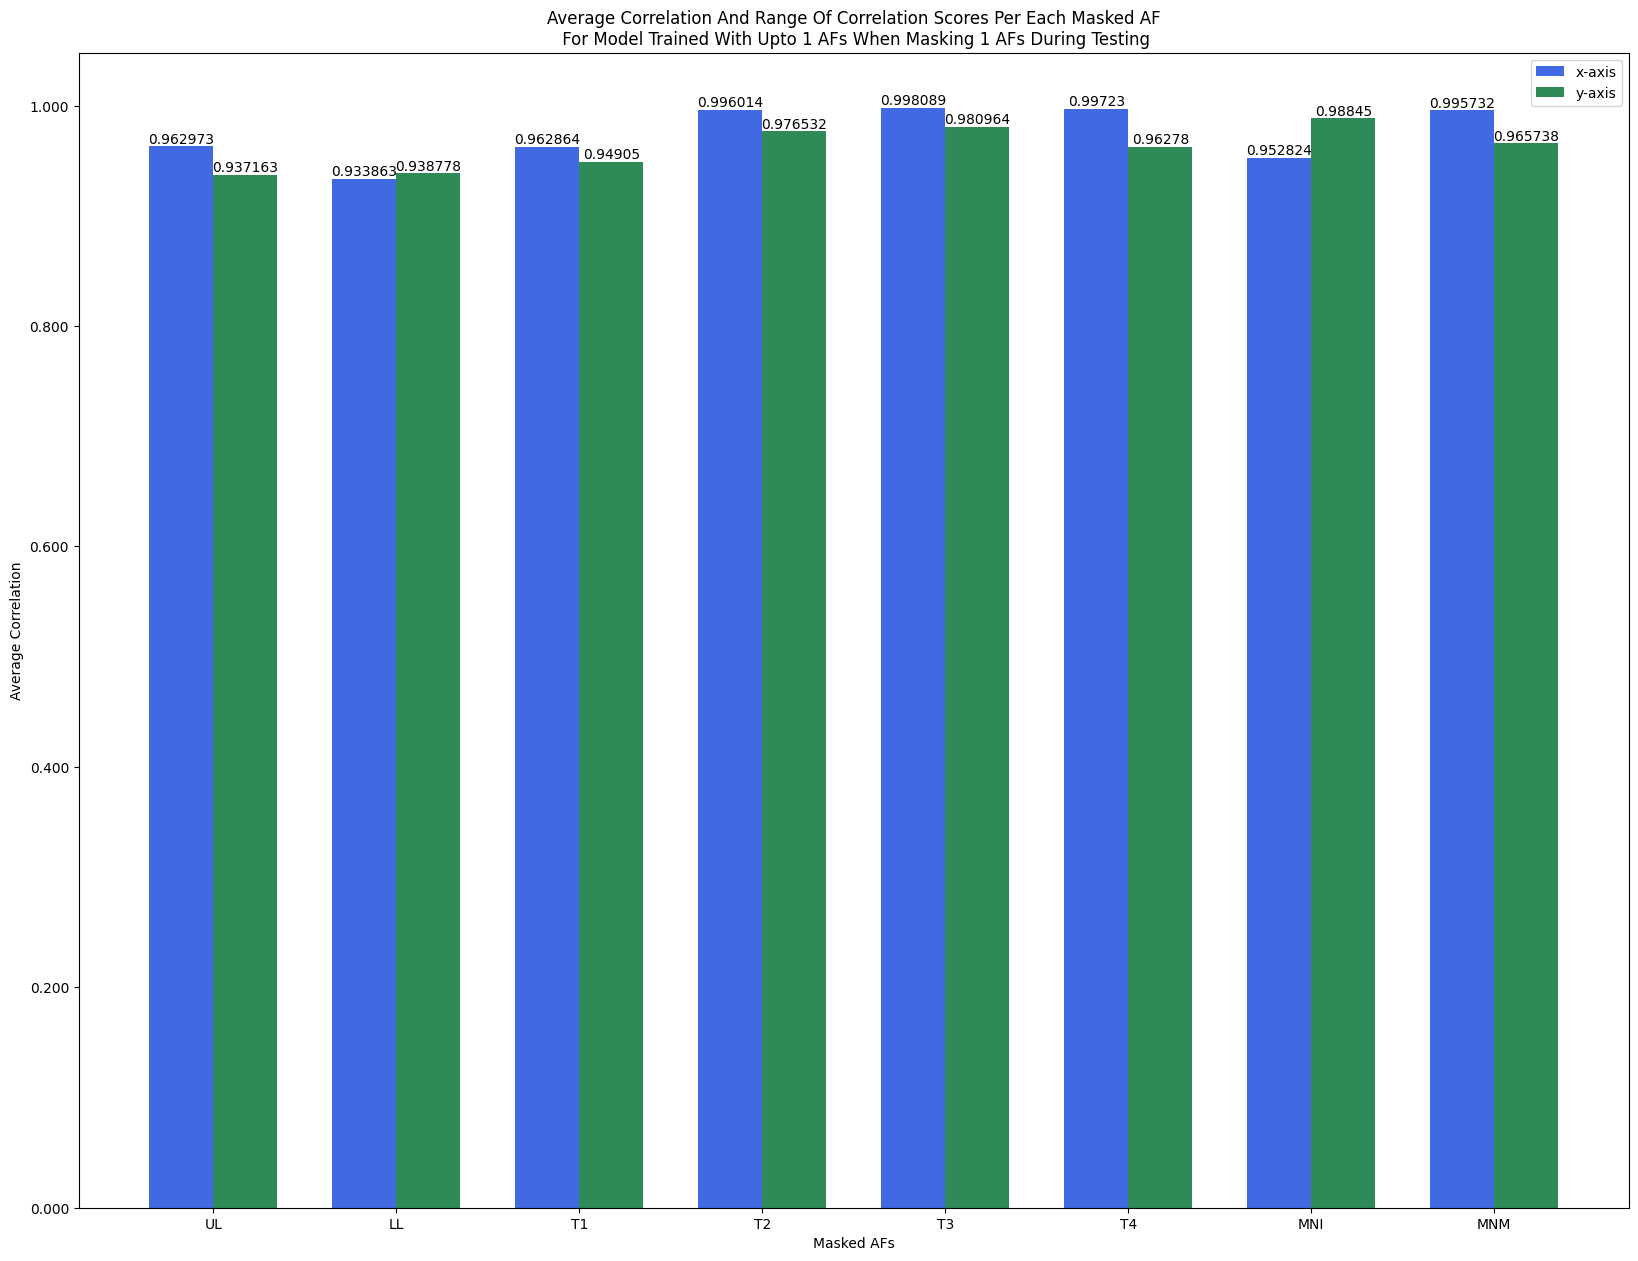 Average Correlation And Range Of Correlation Scores Per Each Masked AF
For Model Trained With Upto 1 AFs When Masking 1 AFs During Testing
x-axis
y-axis
Average Correlation
1.000
0.800
0.600
0.400
0.200
0.000
0.962973
0.937163
0.933863
0.938778
0.962864
0.94905
0.996014
0.976532
0.998089
0.980964
0.99723
0.96278
0.952824
0.98845
0.995732
0.965738
UL
LL
T1
T2
T3
T4
MNI
MNM
Masked AFs